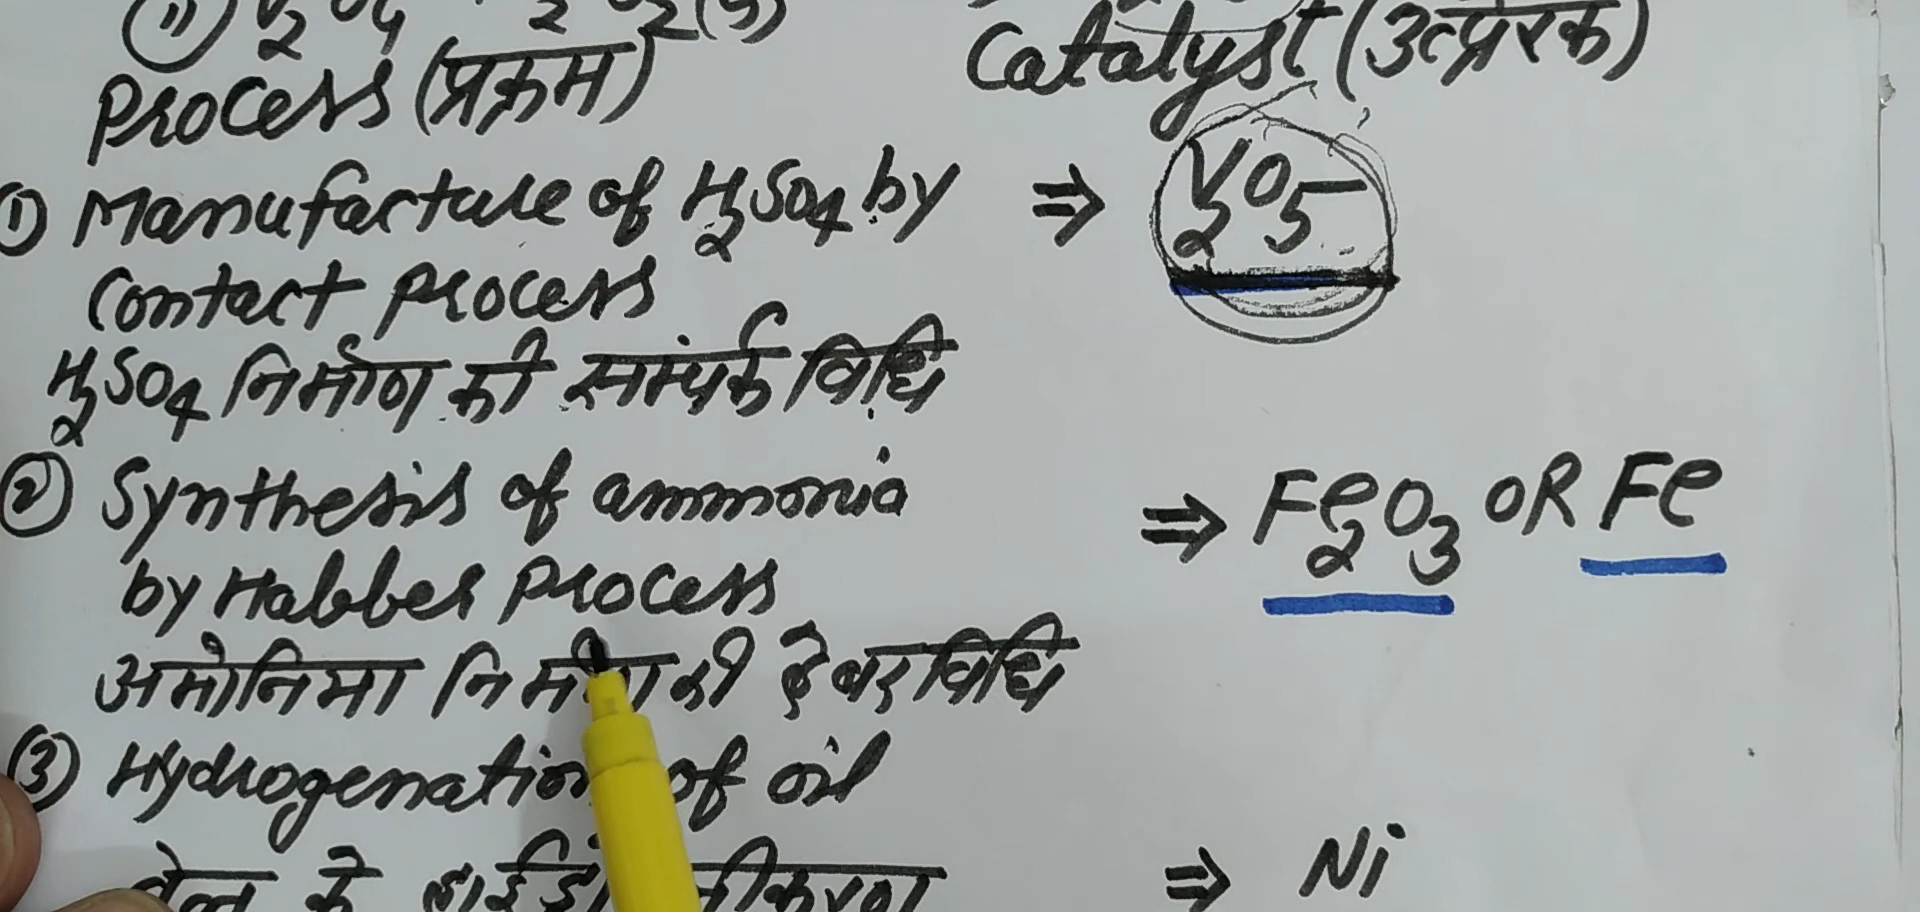 Process (प्रक्रम) Catalyst (उत्प्रेरक)
① Manufacture of H2SO4 by ⇒ V2O5
Contact process
H2SO4 निर्माण की सम्पर्क विधि
② Synthesis of ammonia ⇒ Fe2O3 OR Fe
by Habber process
अमोनिया निर्माण की हेबर विधि
③ Hydrogenation of oil
तेल के ⇒ Ni